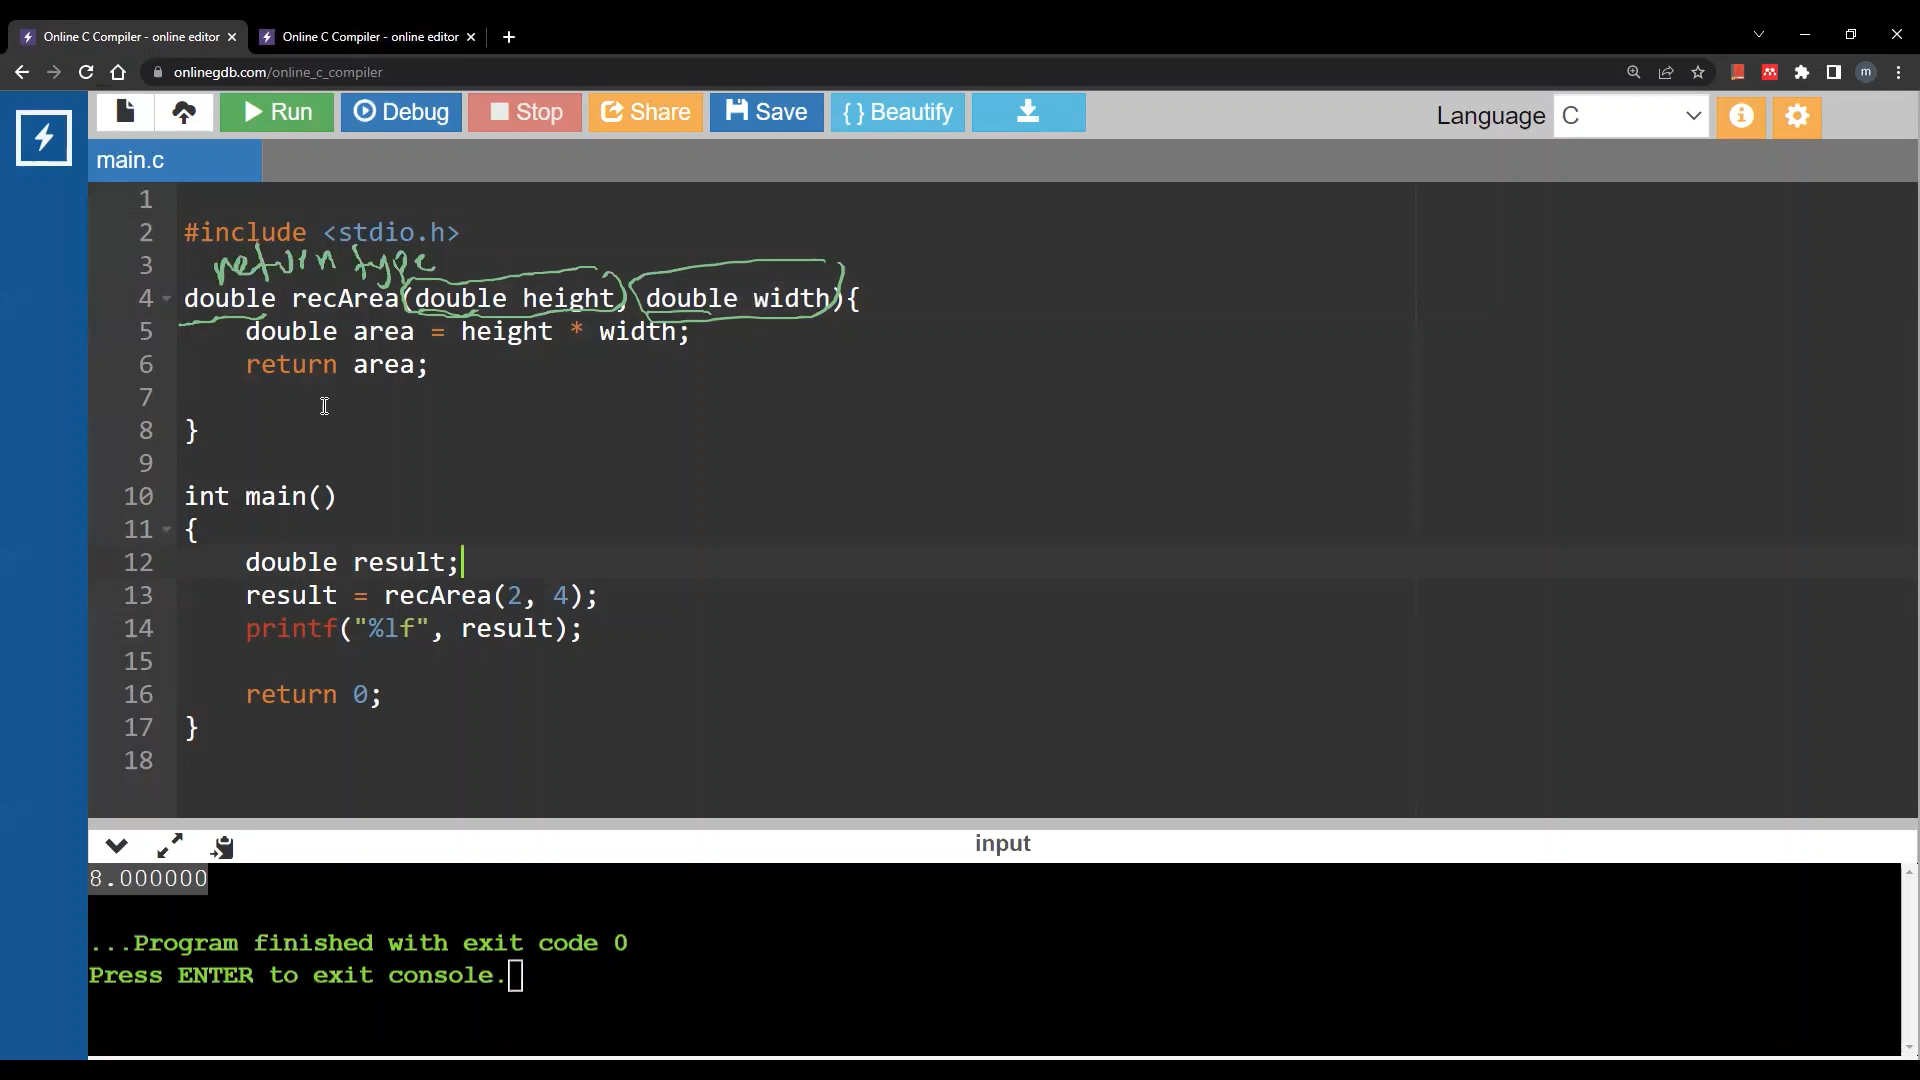 Online C Compiler - online editor
Online C Compiler - online editor
onlinegdb.com/online_c_compiler
m
Run
Debug
Stop
Share
Save
{ } Beautify
Language
C
main.c
1
2 #include <stdio.h>
3
return type
4 double recArea(double height, double width){
5     double area = height * width;
6     return area;
7
8 }
9
10 int main()
11 {
12     double result;
13     result = recArea(2, 4);
14     printf("%lf", result);
15
16     return 0;
17 }
18
input
8.000000
...Program finished with exit code 0
Press ENTER to exit console.